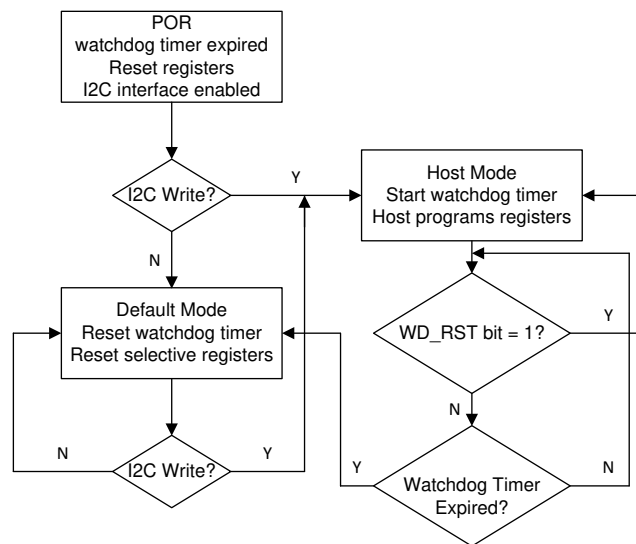 POR
watchdog timer expired
Reset registers
I2C interface enabled
I2C Write?
Y
N
Host Mode
Start watchdog timer
Host programs registers
Default Mode
Reset watchdog timer
Reset selective registers
WD_RST bit = 1?
Y
N
I2C Write?
N
Y
Watchdog Timer
Expired?
Y
N